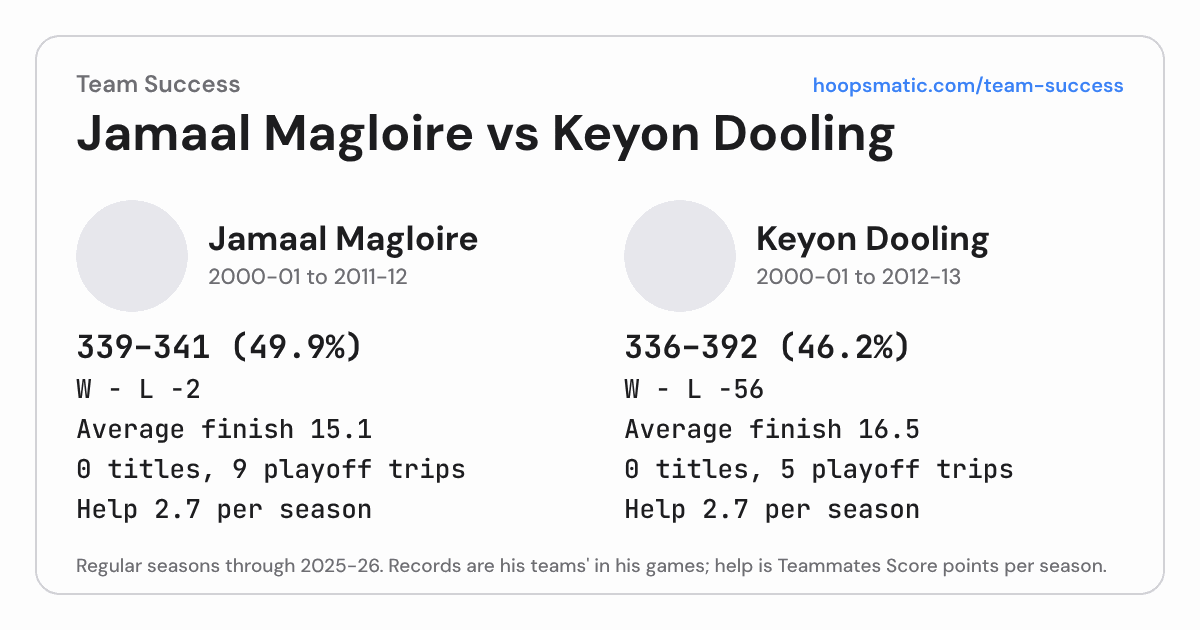 Team Success
hoopsmatic.com/team-success
Jamaal Magloire vs Keyon Dooling
Jamaal Magloire
2000-01 to 2011-12
339-341 (49.9%)
W - L -2
Average finish 15.1
0 titles, 9 playoff trips
Help 2.7 per season
Keyon Dooling
2000-01 to 2012-13
336-392 (46.2%)
W - L -56
Average finish 16.5
0 titles, 5 playoff trips
Help 2.7 per season
Regular seasons through 2025-26. Records are his teams' in his games; help is Teammates Score points per season.